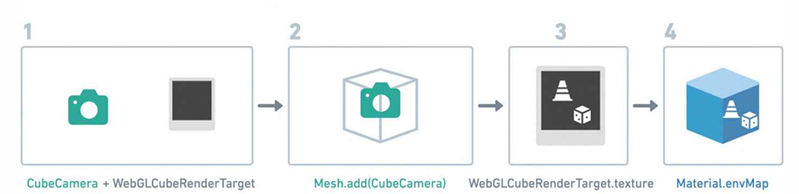 1
2
3
4
CubeCamera + WebGLCubeRenderTarget
Mesh.add(CubeCamera)
WebGLCubeRenderTarget.texture
Material.envMap